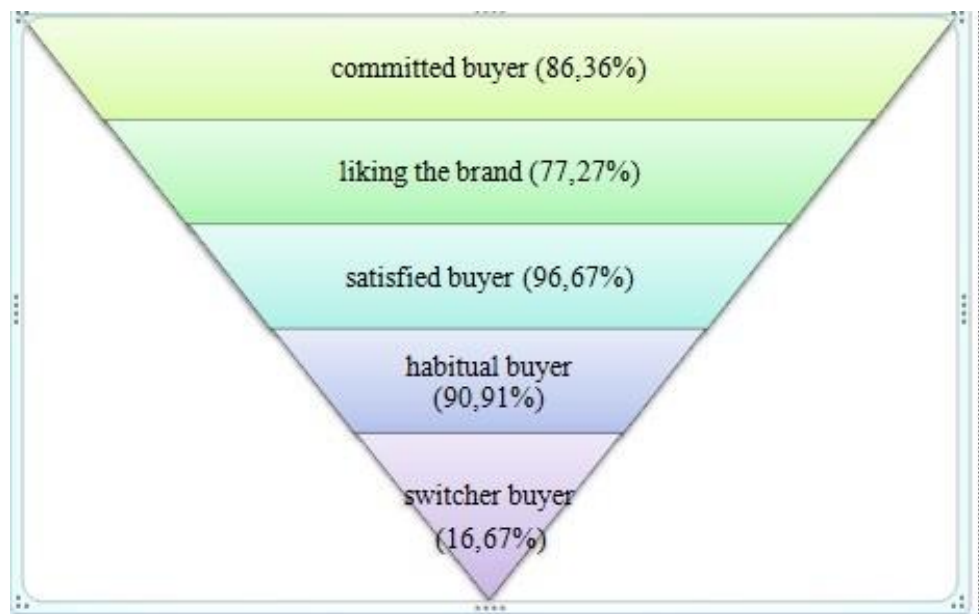 committed buyer (86,36%)
liking the brand (77,27%)
satisfied buyer (96,67%)
habitual buyer
(90,91%)
switcher buyer
(16,67%)